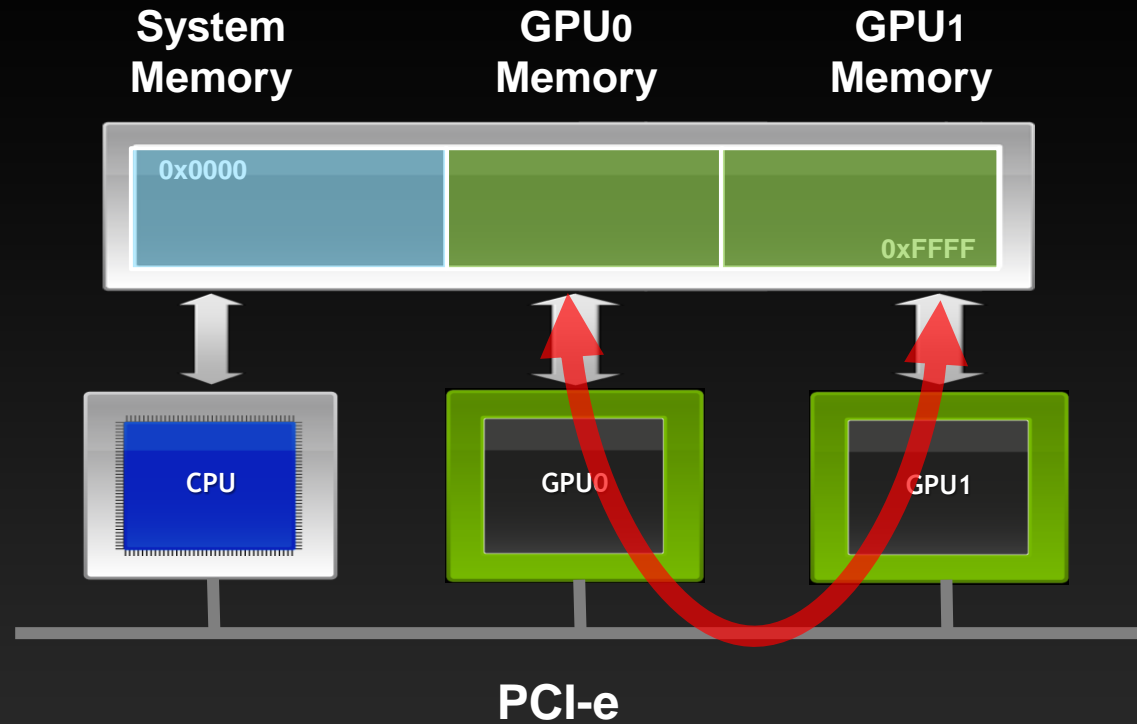 System
Memory
GPU0
Memory
GPU1
Memory
0x0000
0xFFFF
CPU
GPU0
GPU1
PCI-e